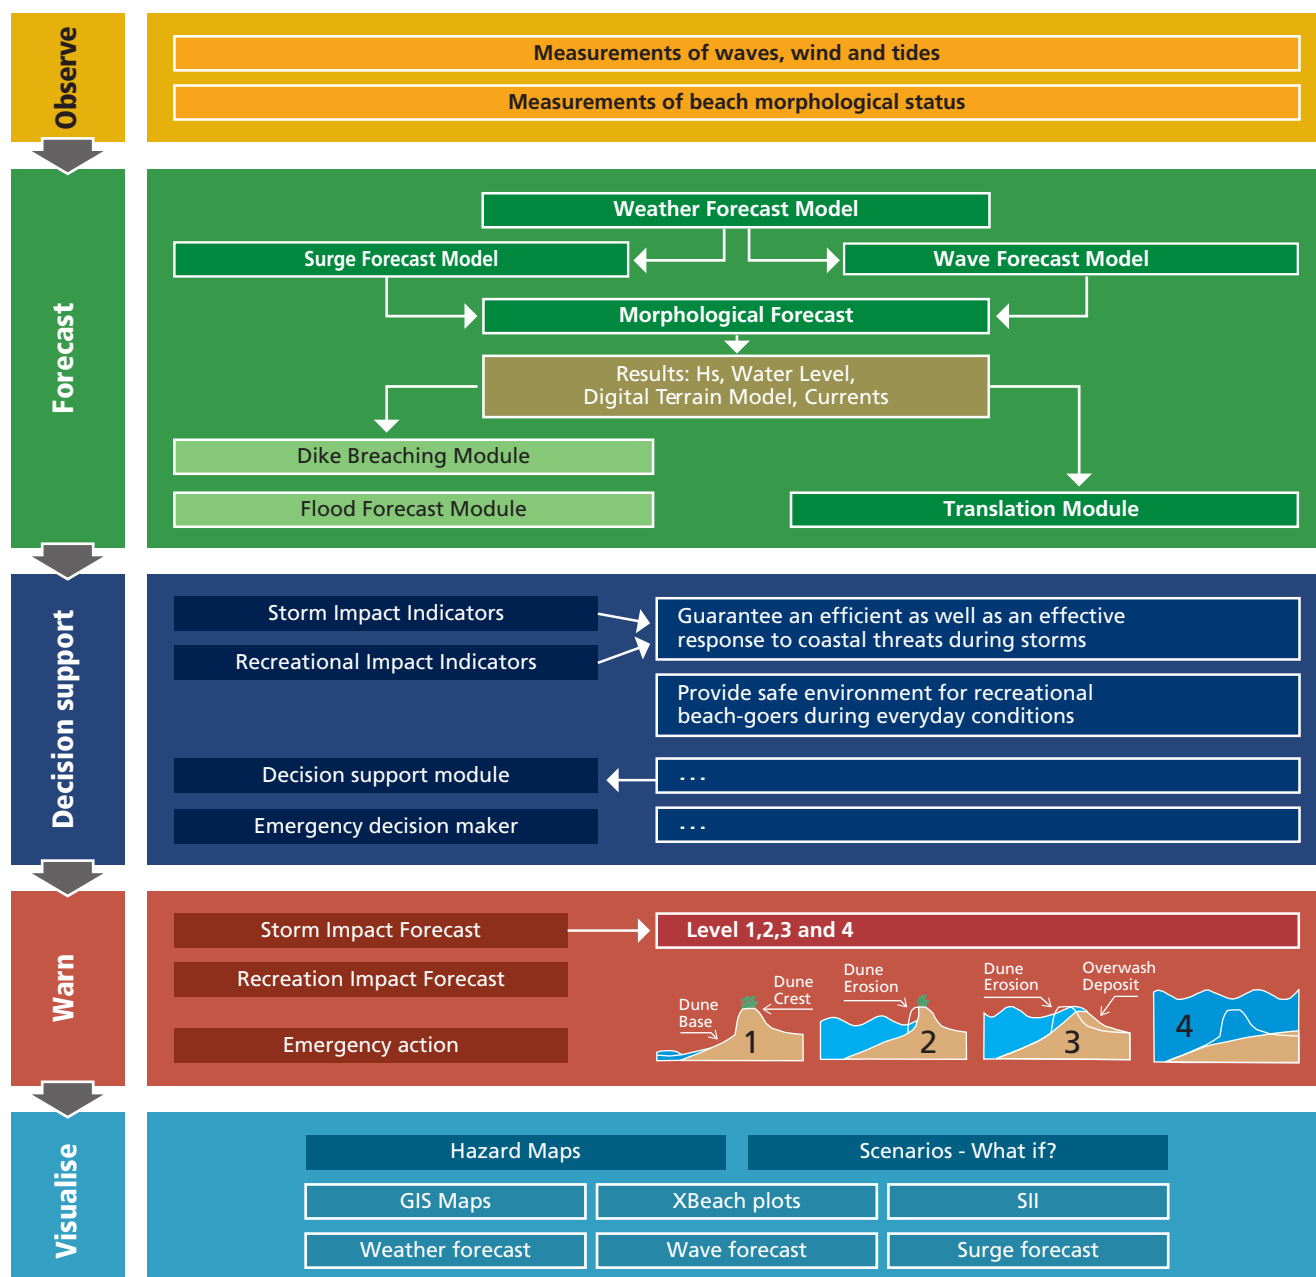 Observe
Measurements of waves, wind and tides
Measurements of beach morphological status
Forecast
Weather Forecast Model
Surge Forecast Model
Wave Forecast Model
Morphological Forecast
Results: Hs, Water Level,
Digital Terrain Model, Currents
Dike Breaching Module
Flood Forecast Module
Translation Module
Decision support
Storm Impact Indicators
Recreational Impact Indicators
Guarantee an efficient as well as an effective
response to coastal threats during storms
Provide safe environment for recreational
beach-goers during everyday conditions
Decision support module
...
Emergency decision maker
...
Warn
Storm Impact Forecast
Level 1,2,3 and 4
Recreation Impact Forecast
Emergency action
Dune
Base
Dune
Crest
1
Dune
Erosion
2
Dune
Erosion
Overwash
Deposit
3
4
Visualise
Hazard Maps
Scenarios - What if?
GIS Maps
XBeach plots
SII
Weather forecast
Wave forecast
Surge forecast